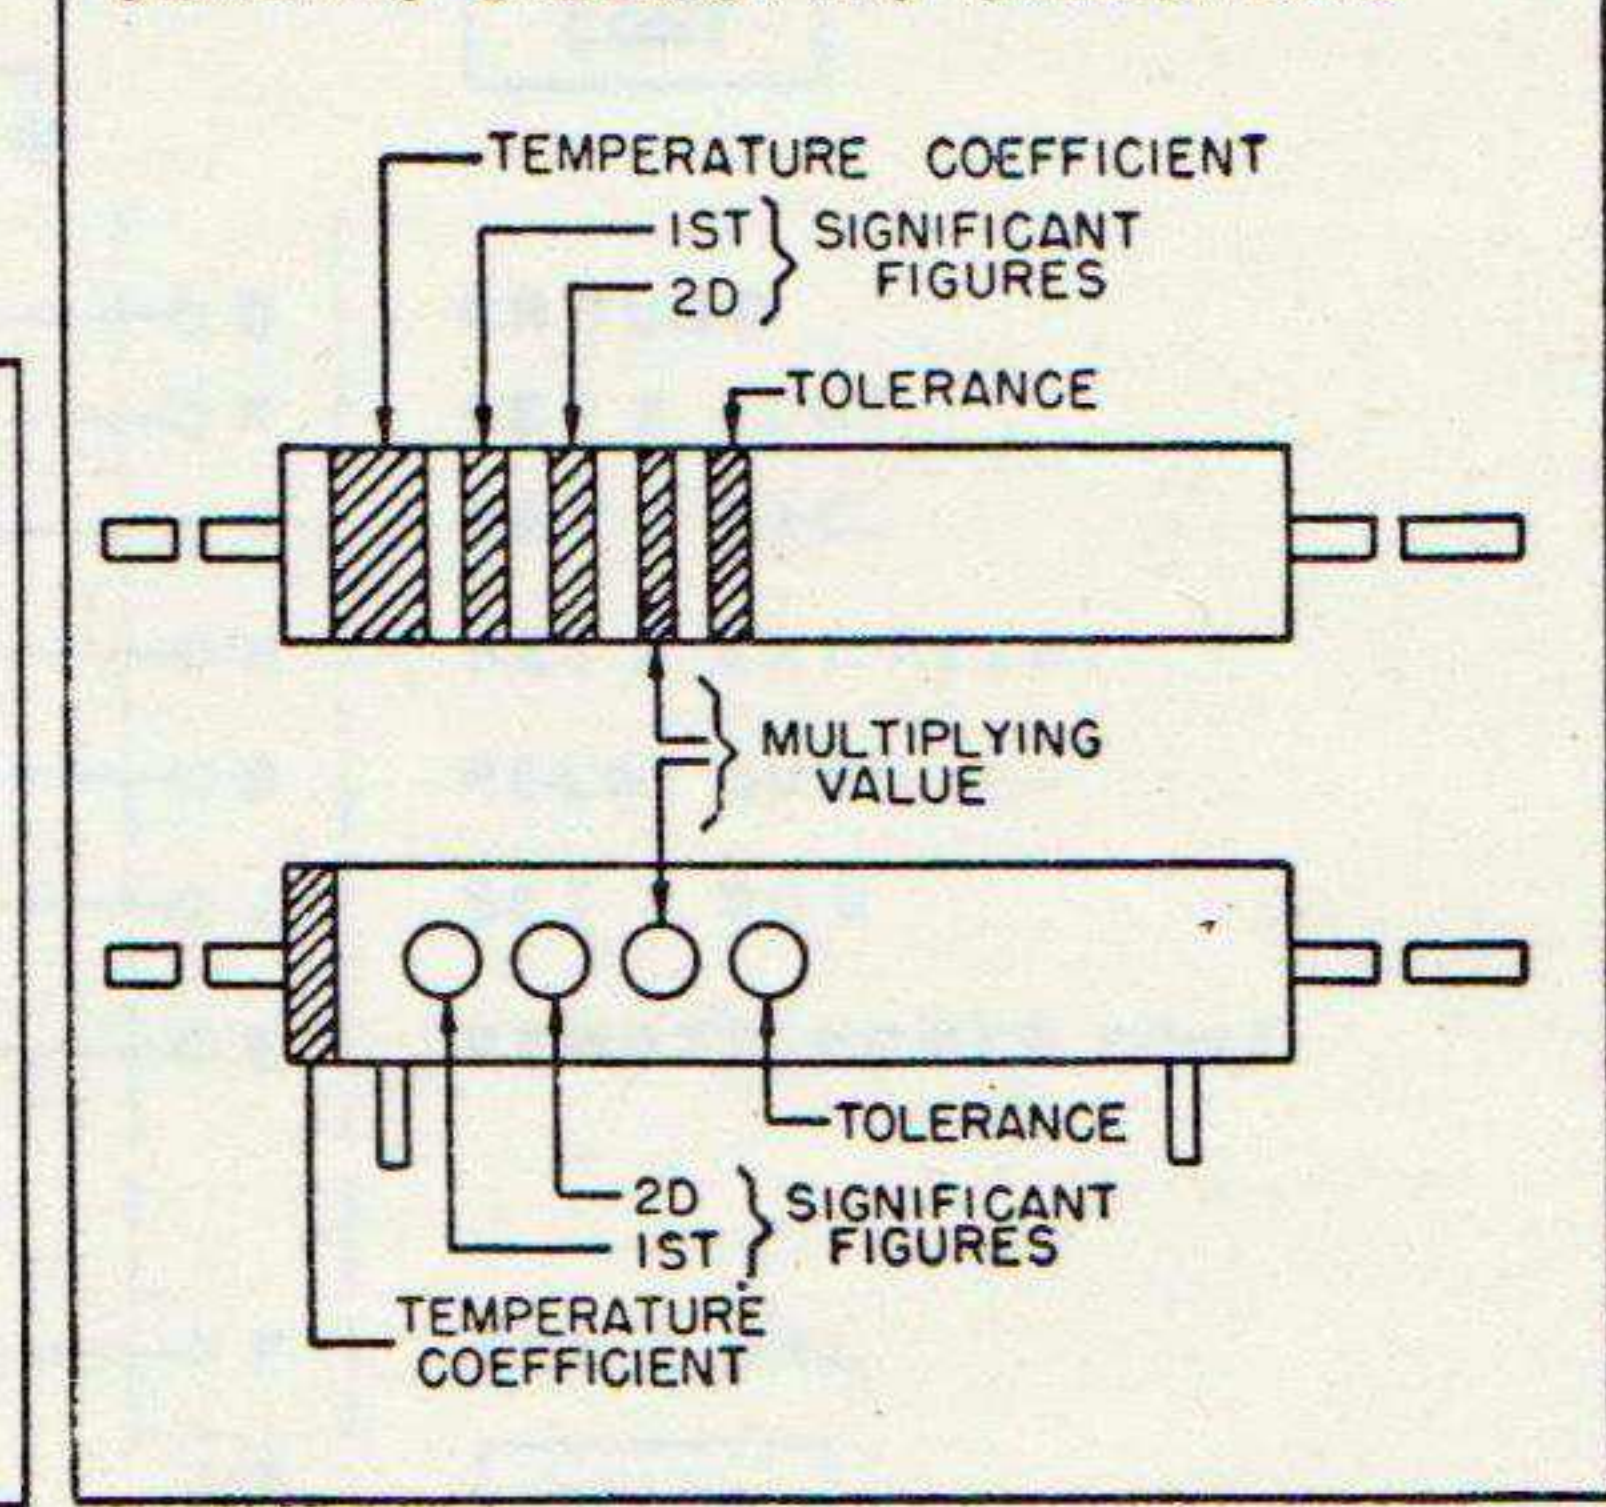 TEMPERATURE COEFFICIENT
1ST
2D
SIGNIFICANT
FIGURES
TOLERANCE
MULTIPLYING
VALUE
TOLERANCE
2D
1ST
SIGNIFICANT
FIGURES
TEMPERATURE
COEFFICIENT